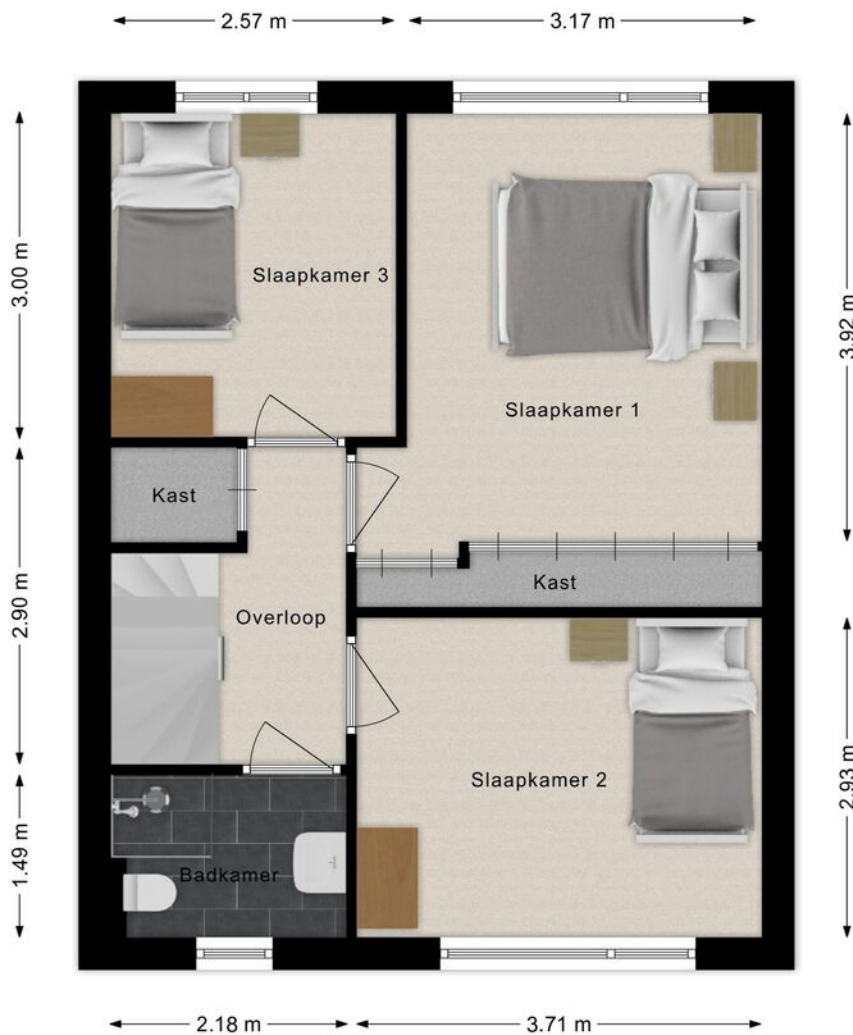 2.57 m
3.17 m
3.00 m
3.92 m
Slaapkamer 3
Slaapkamer 1
Kast
Kast
2.90 m
Overloop
Slaapkamer 2
2.93 m
1.49 m
Badkamer
2.18 m
3.71 m